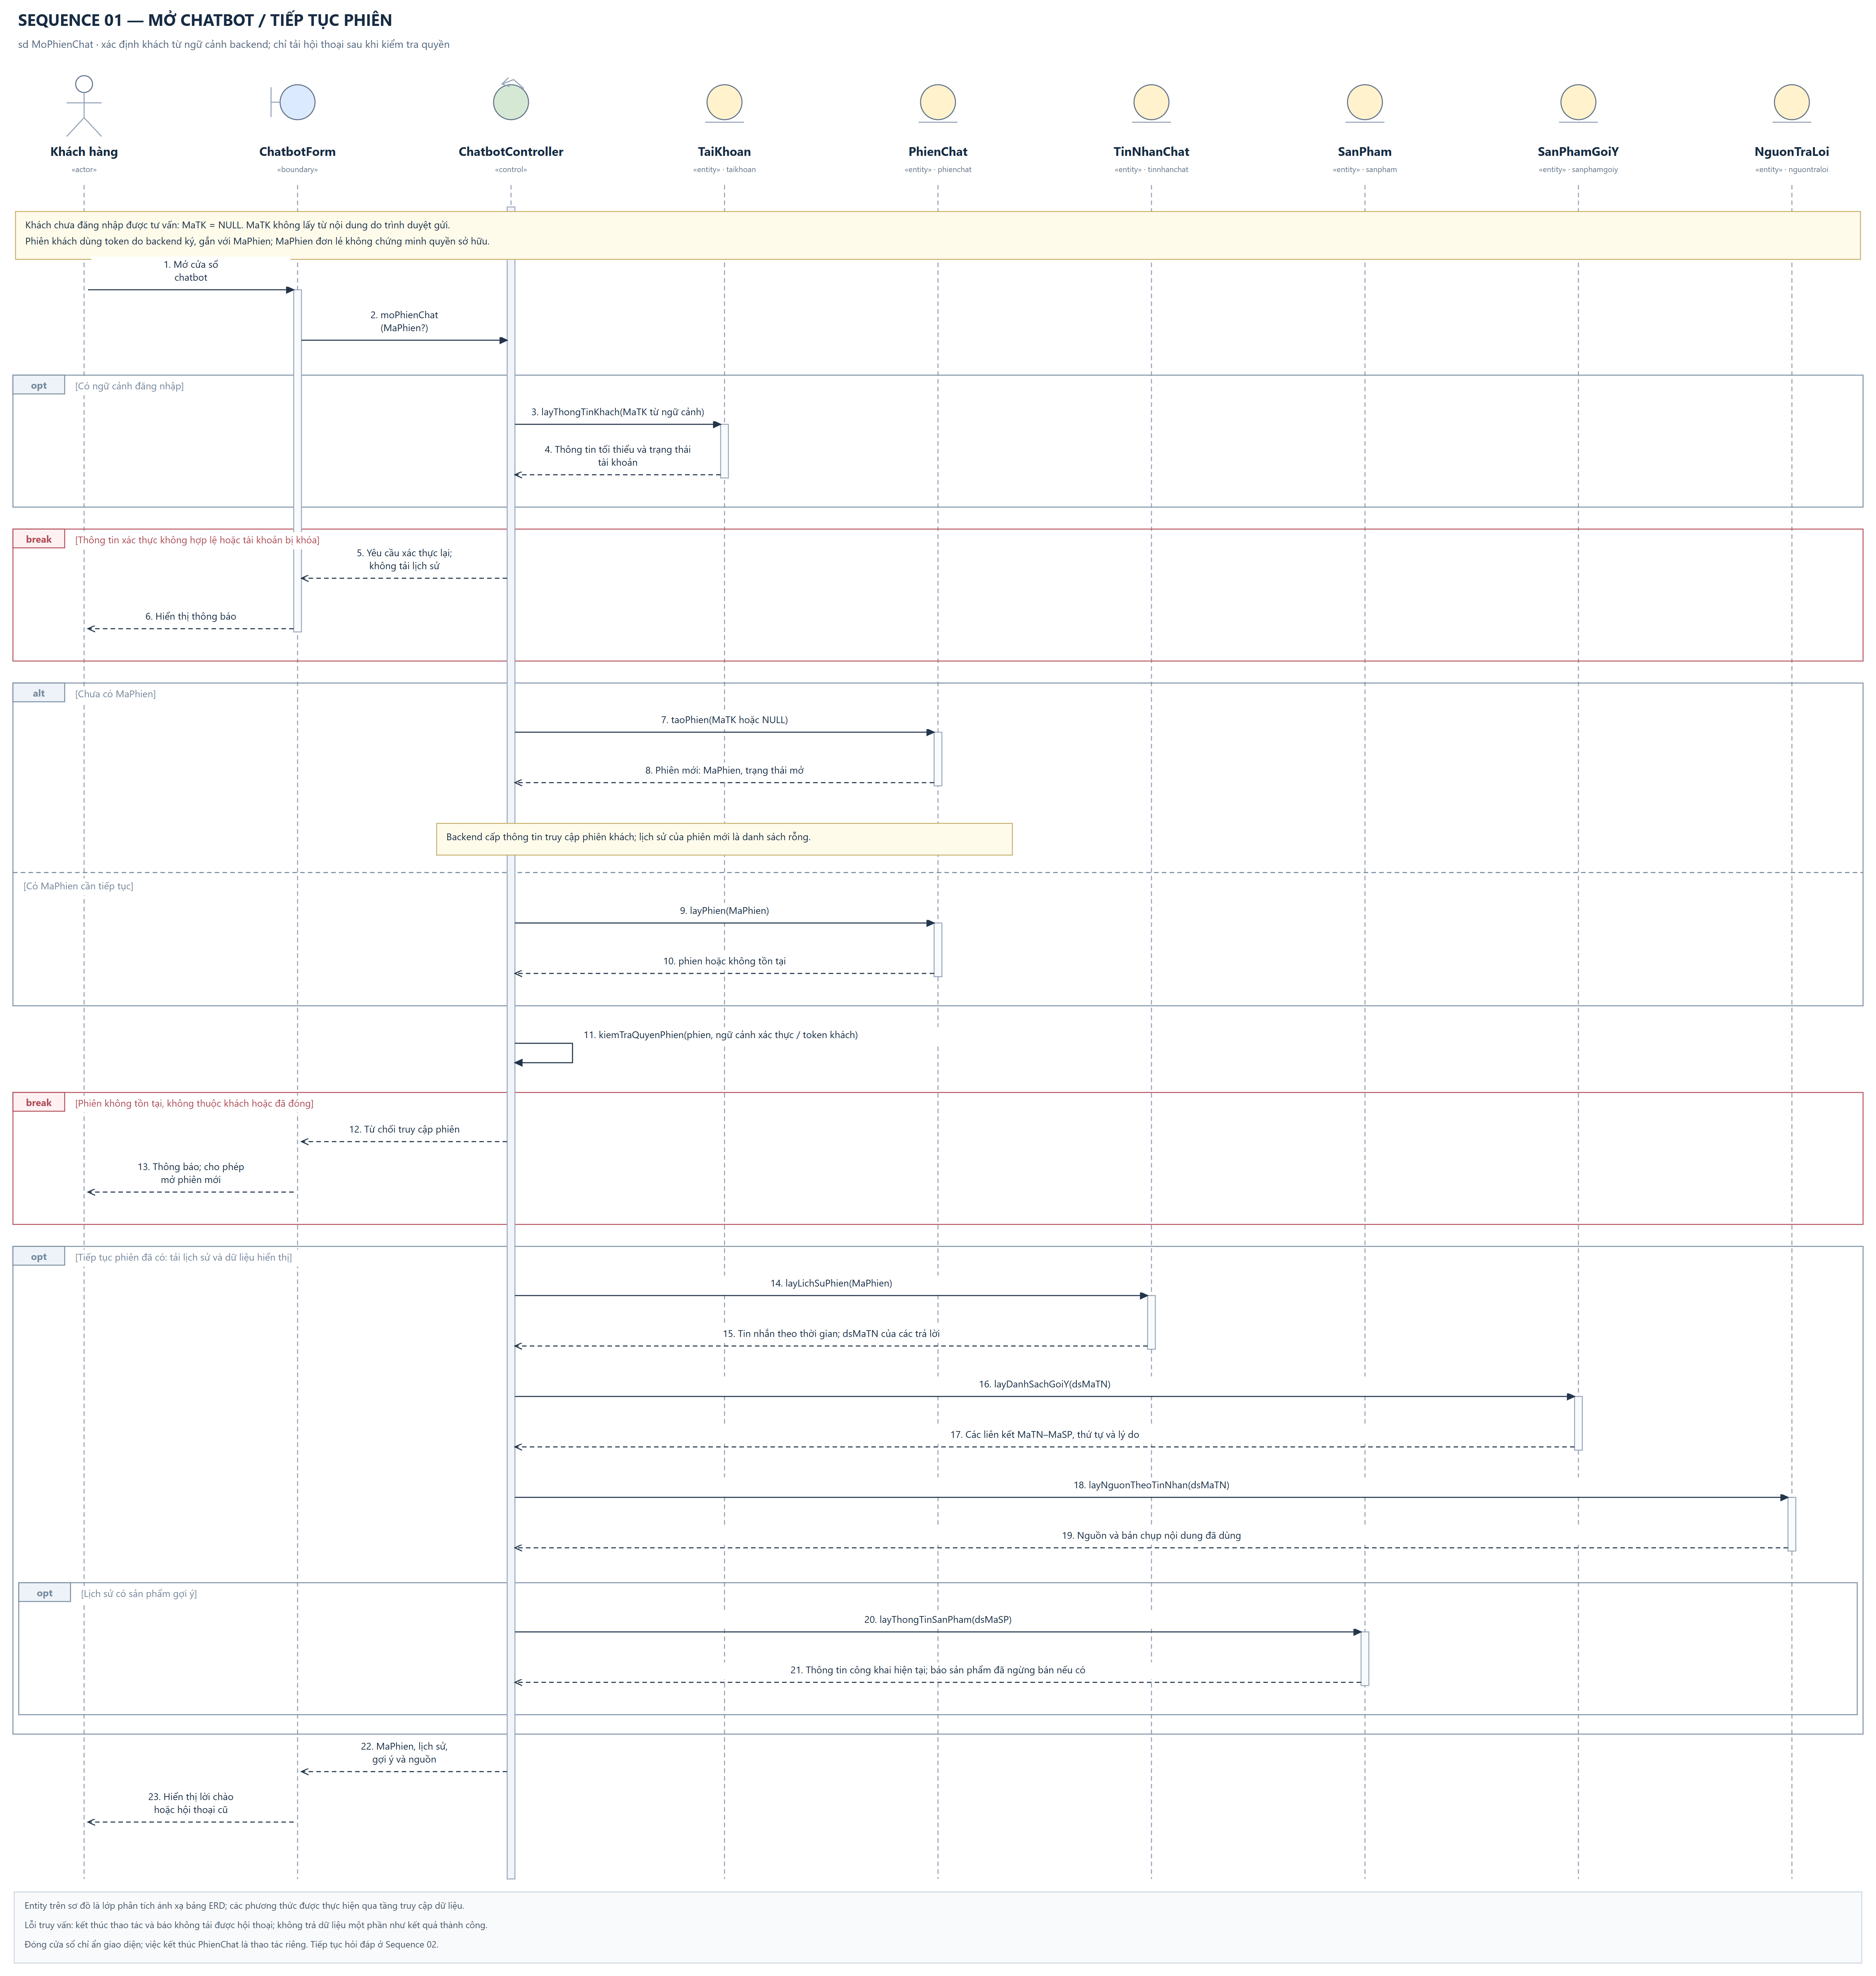 SEQUENCE 01 — MỞ CHATBOT / TIẾP TỤC PHIÊN
sd MoPhienChat · xác định khách từ ngữ cảnh backend; chỉ tải hội thoại sau khi kiểm tra quyền
Khách hàng
ChatbotForm
ChatbotController
TaiKhoan
PhienChat
TinNhanChat
SanPham
SanPhamGoiY
NguonTraLoi
«actor»
«boundary»
«control»
«entity» · taikhoan
«entity» · phienchat
«entity» · tinnhanchat
«entity» · sanpham
«entity» · sanphamgoiy
«entity» · nguontraloi
Khách chưa đăng nhập được tư vấn: MaTK = NULL. MaTK không lấy từ nội dung do trình duyệt gửi.
Phiên khách dùng token do backend ký, gắn với MaPhien; MaPhien đơn lẻ không chứng minh quyền sở hữu.
1. Mở cửa sổ
chatbot
2. moPhienChat
(MaPhien?)
opt
[Có ngữ cảnh đăng nhập]
3. layThongTinKhach(MaTK từ ngữ cảnh)
4. Thông tin tối thiểu và trạng thái
tài khoản
break
[Thông tin xác thực không hợp lệ hoặc tài khoản bị khóa]
5. Yêu cầu xác thực lại;
không tải lịch sử
6. Hiển thị thông báo
alt
[Chưa có MaPhien]
7. taoPhien(MaTK hoặc NULL)
8. Phiên mới: MaPhien, trạng thái mở
Backend cấp thông tin truy cập phiên khách; lịch sử của phiên mới là danh sách rỗng.
[Có MaPhien cần tiếp tục]
9. layPhien(MaPhien)
10. phien hoặc không tồn tại
11. kiemTraQuyenPhien(phien, ngữ cảnh xác thực / token khách)
break
[Phiên không tồn tại, không thuộc khách hoặc đã đóng]
12. Từ chối truy cập phiên
13. Thông báo; cho phép
mở phiên mới
opt
[Tiếp tục phiên đã có: tải lịch sử và dữ liệu hiển thị]
14. layLichSuPhien(MaPhien)
15. Tin nhắn theo thời gian; dsMaTN của các trả lời
16. layDanhSachGoiY(dsMaTN)
17. Các liên kết MaTN–MaSP, thứ tự và lý do
18. layNguonTheoTinNhan(dsMaTN)
19. Nguồn và bản chụp nội dung đã dùng
opt
[Lịch sử có sản phẩm gợi ý]
20. layThongTinSanPham(dsMaSP)
21. Thông tin công khai hiện tại; báo sản phẩm đã ngừng bán nếu có
22. MaPhien, lịch sử,
gợi ý và nguồn
23. Hiển thị lời chào
hoặc hội thoại cũ
Entity trên sơ đồ là lớp phân tích ánh xạ bảng ERD; các phương thức được thực hiện qua tầng truy cập dữ liệu.
Lỗi truy vấn: kết thúc thao tác và báo không tải được hội thoại; không trả dữ liệu một phần như kết quả thành công.
Đóng cửa sổ chỉ ẩn giao diện; việc kết thúc PhienChat là thao tác riêng. Tiếp tục hỏi đáp ở Sequence 02.